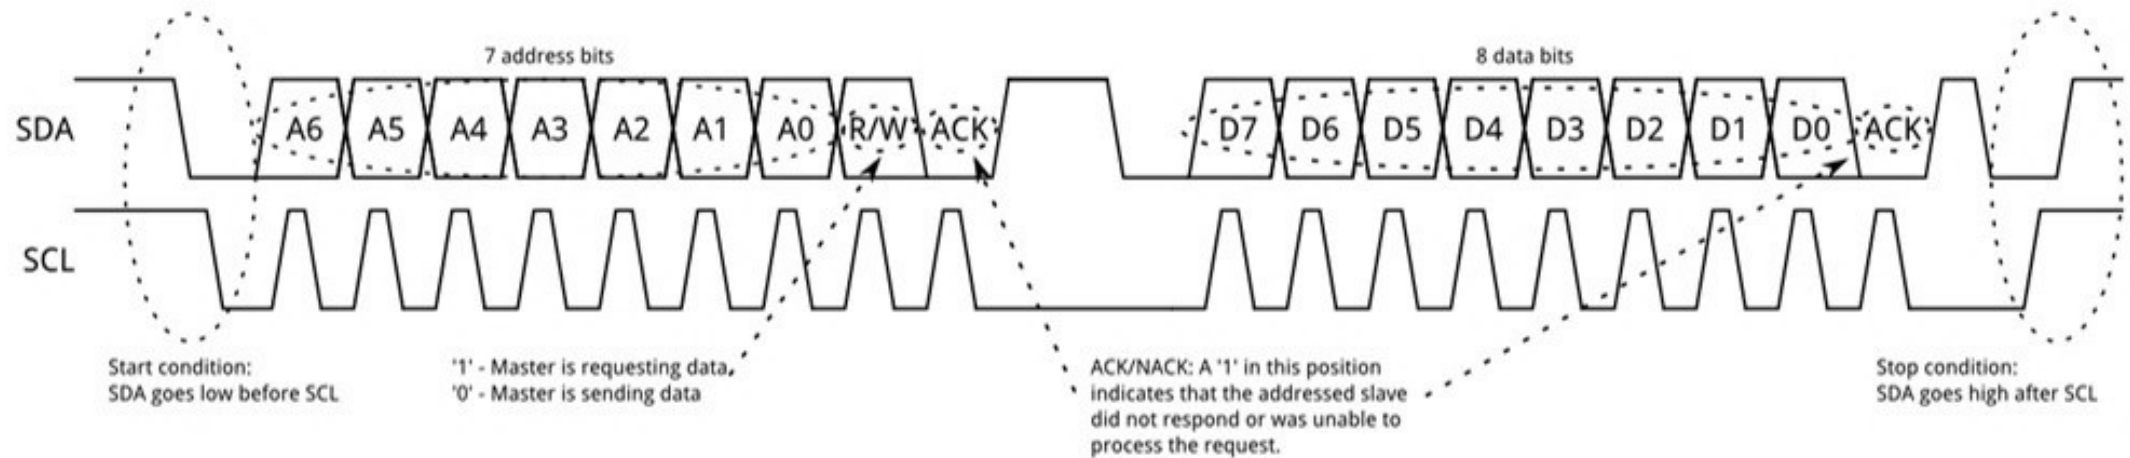 7 address bits
8 data bits
SDA
A6 A5 A4 A3 A2 A1 A0 R/W ACK
D7 D6 D5 D4 D3 D2 D1 D0 ACK
SCL
Start condition:
SDA goes low before SCL
'1' - Master is requesting data,
'0' - Master is sending data
ACK/NACK: A '1' in this position
indicates that the addressed slave
did not respond or was unable to
process the request.
Stop condition:
SDA goes high after SCL